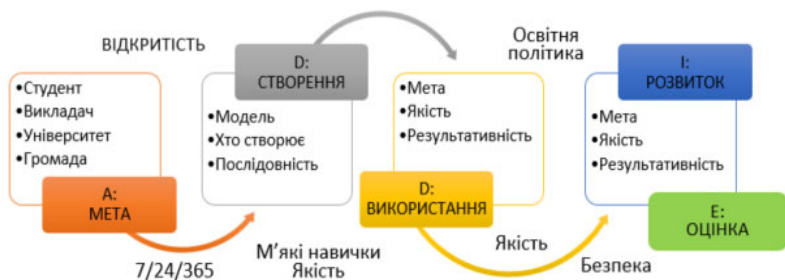 ВІДКРИТІСТЬ
•Студент
•Викладач
•Університет
•Громада
A:
МЕТА
7/24/365
D:
СТВОРЕННЯ
•Модель
•Хто створює
•Послідовність
М'які навички
Якість
•Мета
•Якість
•Результативність
D:
ВИКОРИСТАННЯ
Якість
Освітня
політика
I:
РОЗВИТОК
•Мета
•Якість
•Результативність
E:
ОЦІНКА
Безпека